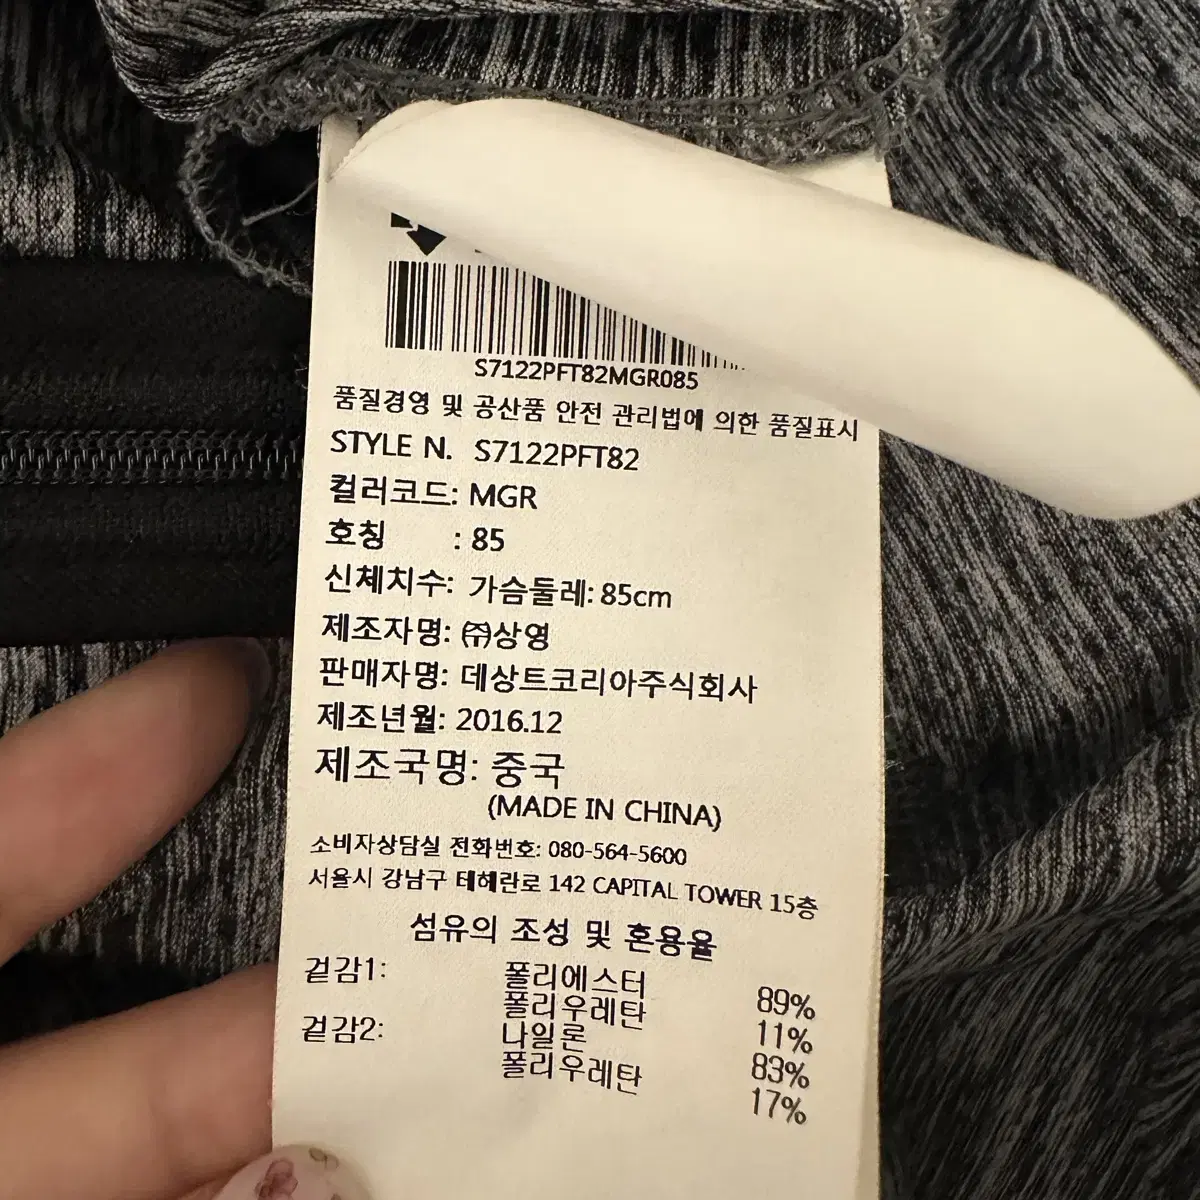 S7122PFT82MGR085
품질경영 및 공산품 안전 관리법에 의한 품질표시
STYLE N. S7122PFT82
컬러코드: MGR
호칭 : 85
신체치수: 가슴둘레: 85cm
제조자명: ㈜상영
판매자명: 데상트코리아주식회사
제조년월: 2016.12
제조국명: 중국
(MADE IN CHINA)
소비자상담실 전화번호: 080-564-5600
서울시 강남구 테헤란로 142 CAPITAL TOWER 15층
섬유의 조성 및 혼용율
겉감1: 폴리에스터 89%
폴리우레탄 11%
겉감2: 나일론 83%
폴리우레탄 17%